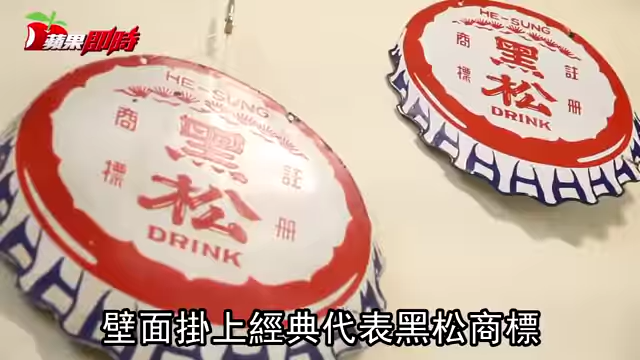 蘋果即時
HE-SUNG
商 黑 註
標 松 冊
DRINK
HE-SUNG
商 黑 註
標 松 冊
DRINK
壁面掛上經典代表黑松商標